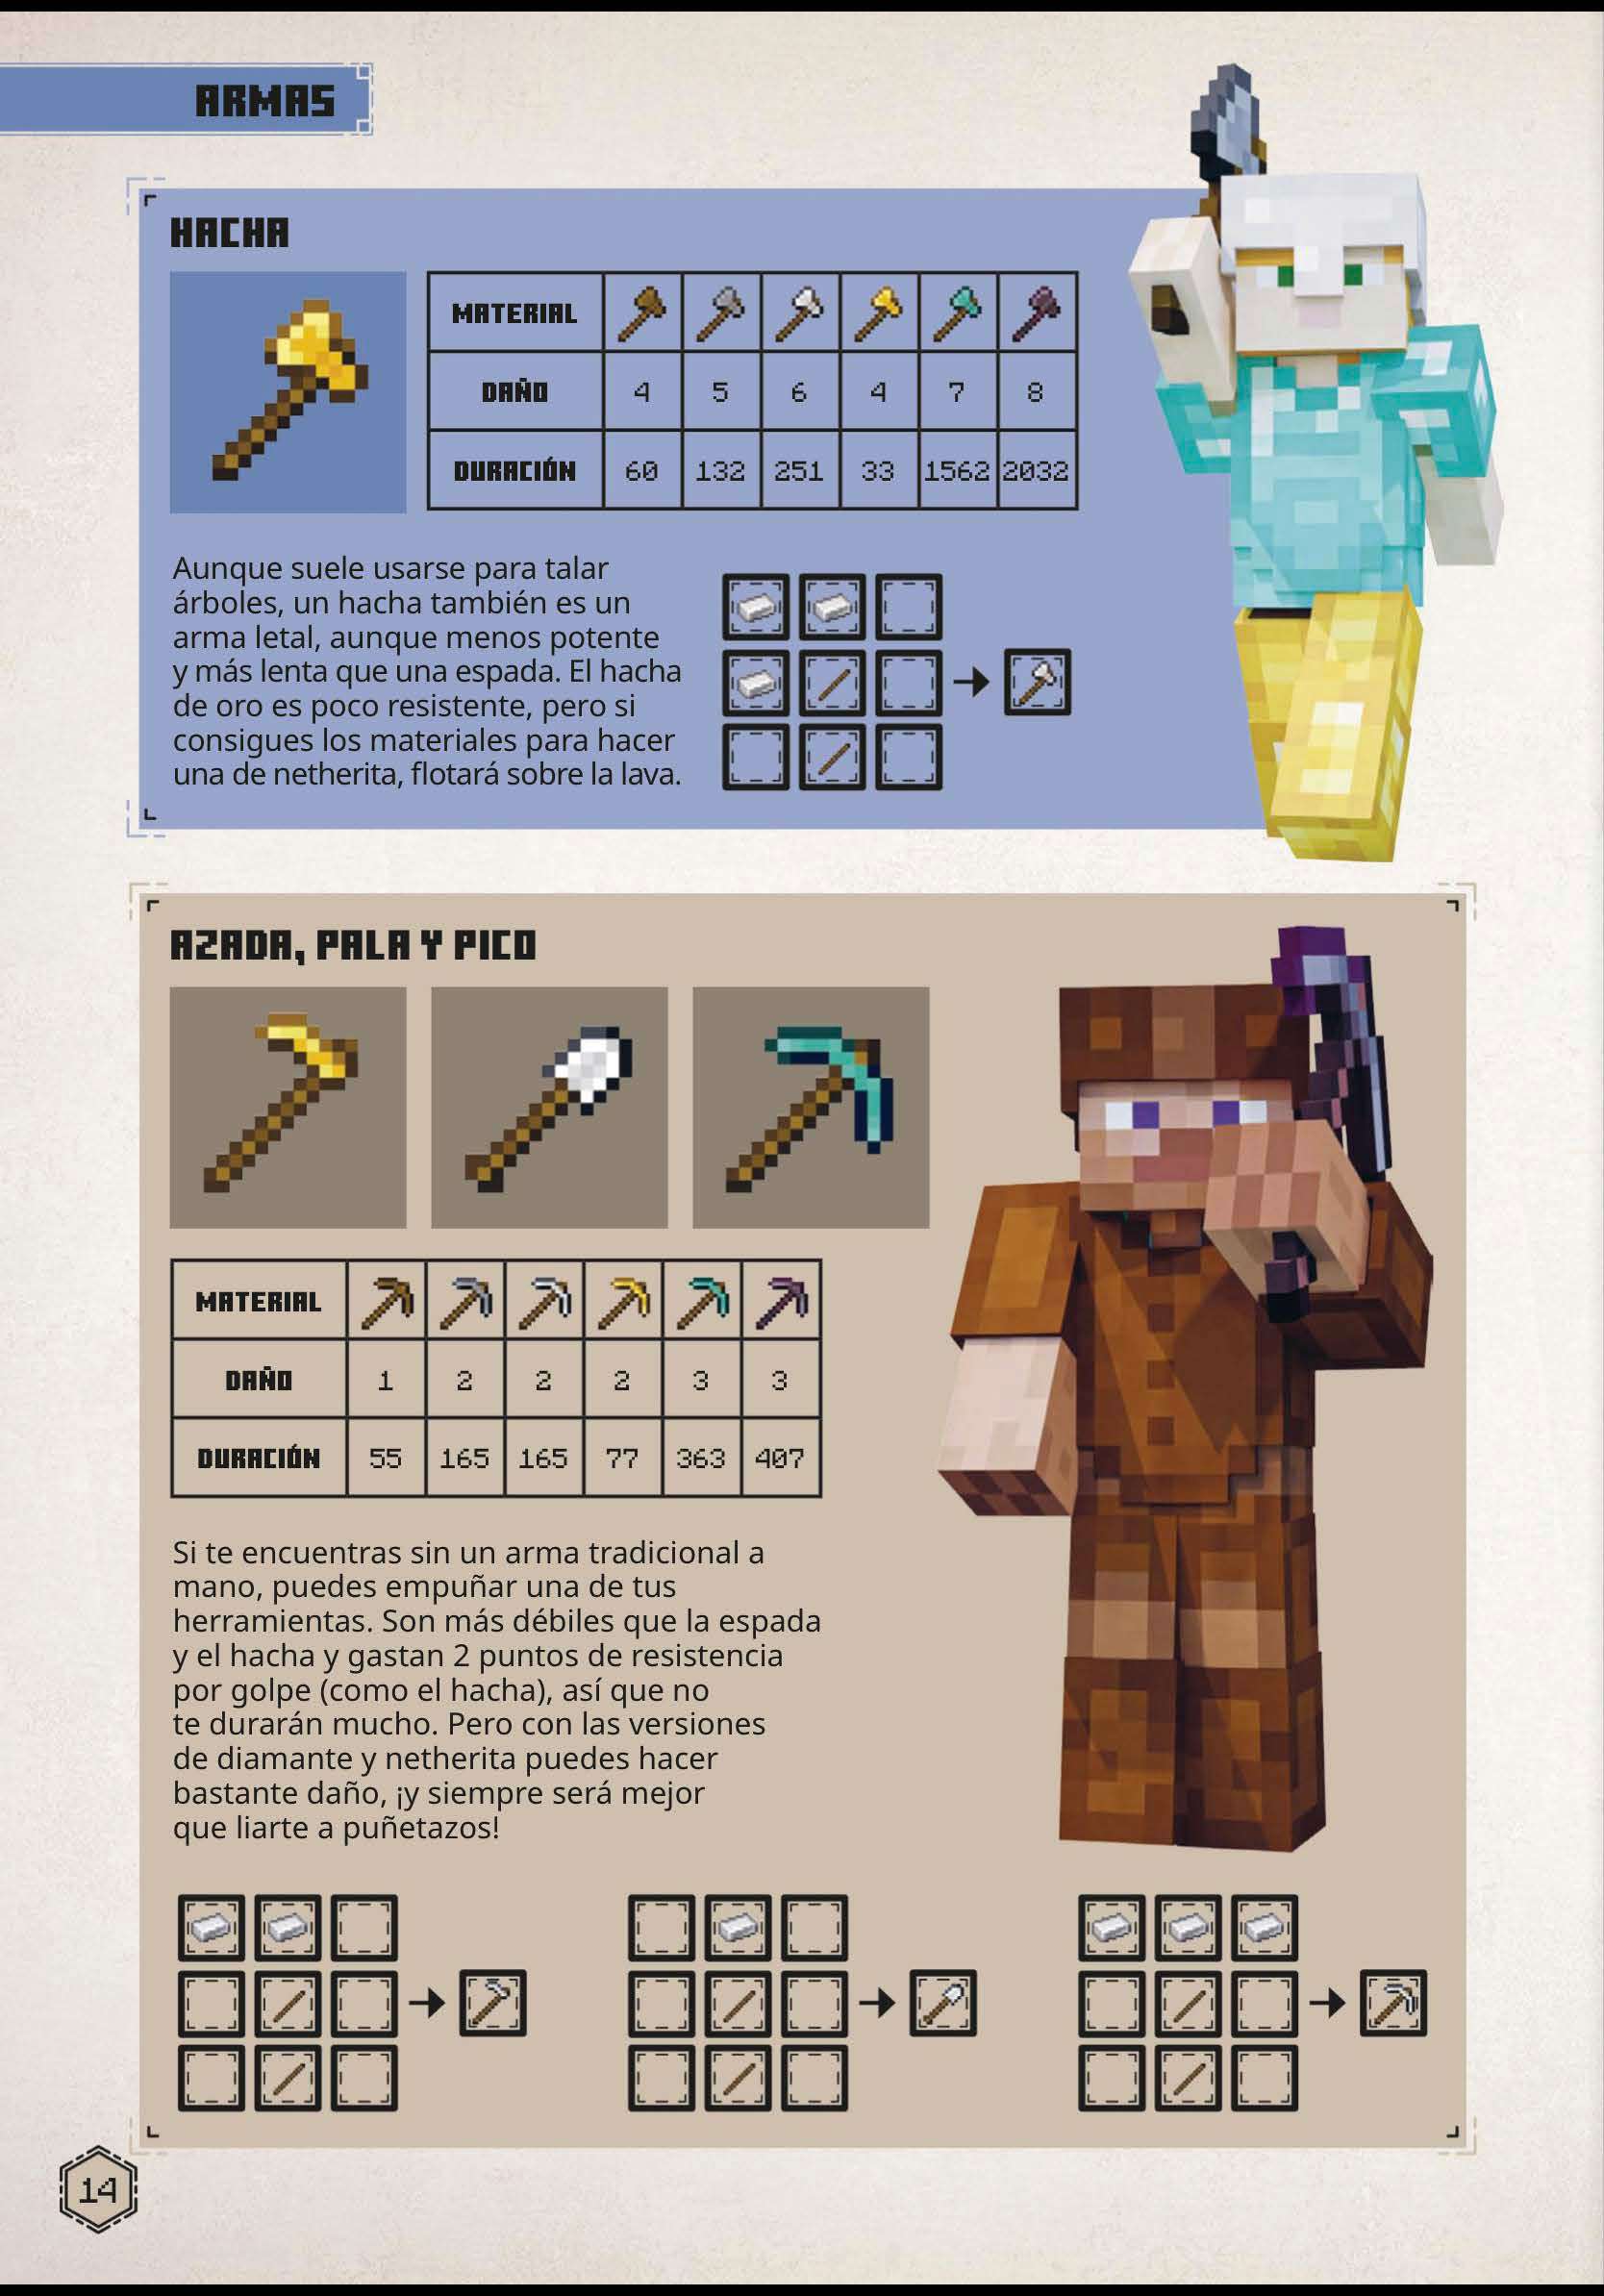 ARMAS
HACHA
MATERIAL
DAÑO 4 5 6 4 7 8
DURACIÓN 60 132 251 33 1562 2032
Aunque suele usarse para talar
árboles, un hacha también es un
arma letal, aunque menos potente
y más lenta que una espada. El hacha
de oro es poco resistente, pero si
consigues los materiales para hacer
una de netherita, flotará sobre la lava.
AZADA, PALA Y PICO
MATERIAL
DAÑO 1 2 2 2 3 3
DURACIÓN 55 165 165 77 363 407
Si te encuentras sin un arma tradicional a
mano, puedes empuñar una de tus
herramientas. Son más débiles que la espada
y el hacha y gastan 2 puntos de resistencia
por golpe (como el hacha), así que no
te durarán mucho. Pero con las versiones
de diamante y netherita puedes hacer
bastante daño, ¡y siempre será mejor
que liarte a puñetazos!
14